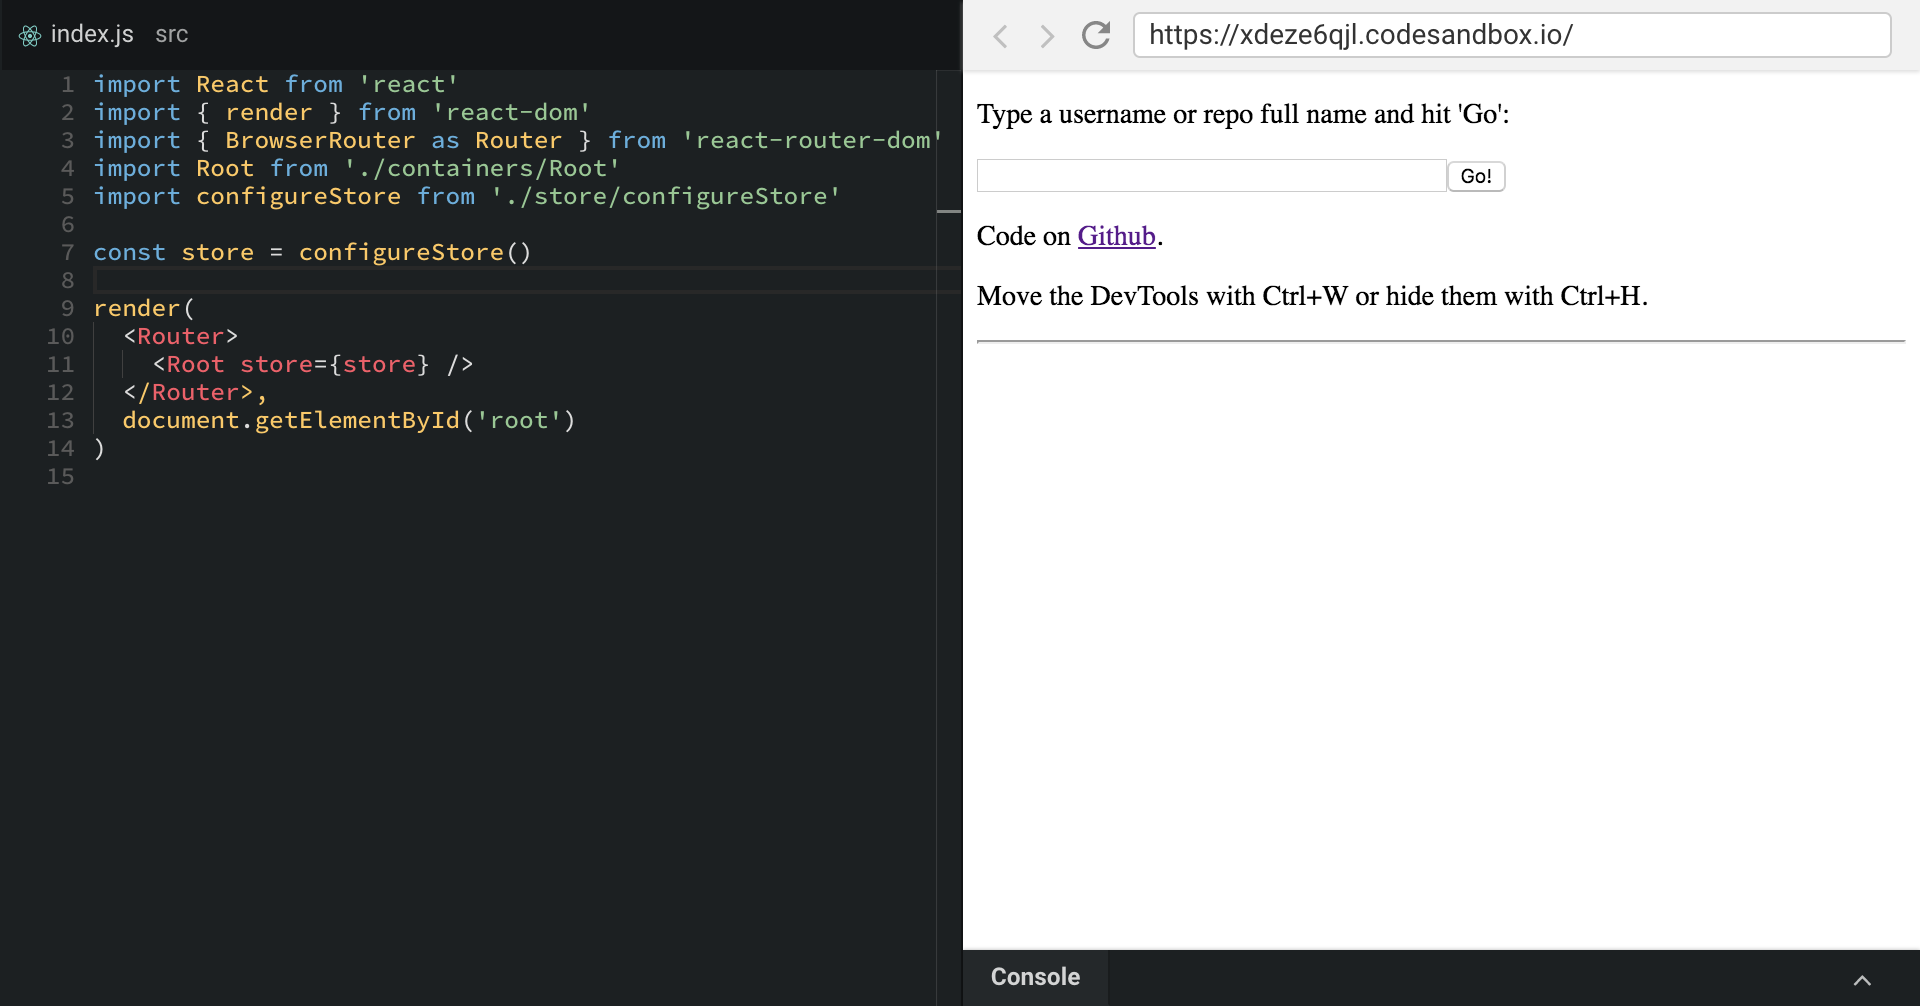 index.js src
1 import React from 'react'
2 import { render } from 'react-dom'
3 import { BrowserRouter as Router } from 'react-router-dom'
4 import Root from './containers/Root'
5 import configureStore from './store/configureStore'
6
7 const store = configureStore()
8
9 render(
10   <Router>
11     <Root store={store} />
12   </Router>,
13   document.getElementById('root')
14 )
15
https://xdeze6qjl.codesandbox.io/
Type a username or repo full name and hit 'Go':
Go!
Code on Github.
Move the DevTools with Ctrl+W or hide them with Ctrl+H.
Console